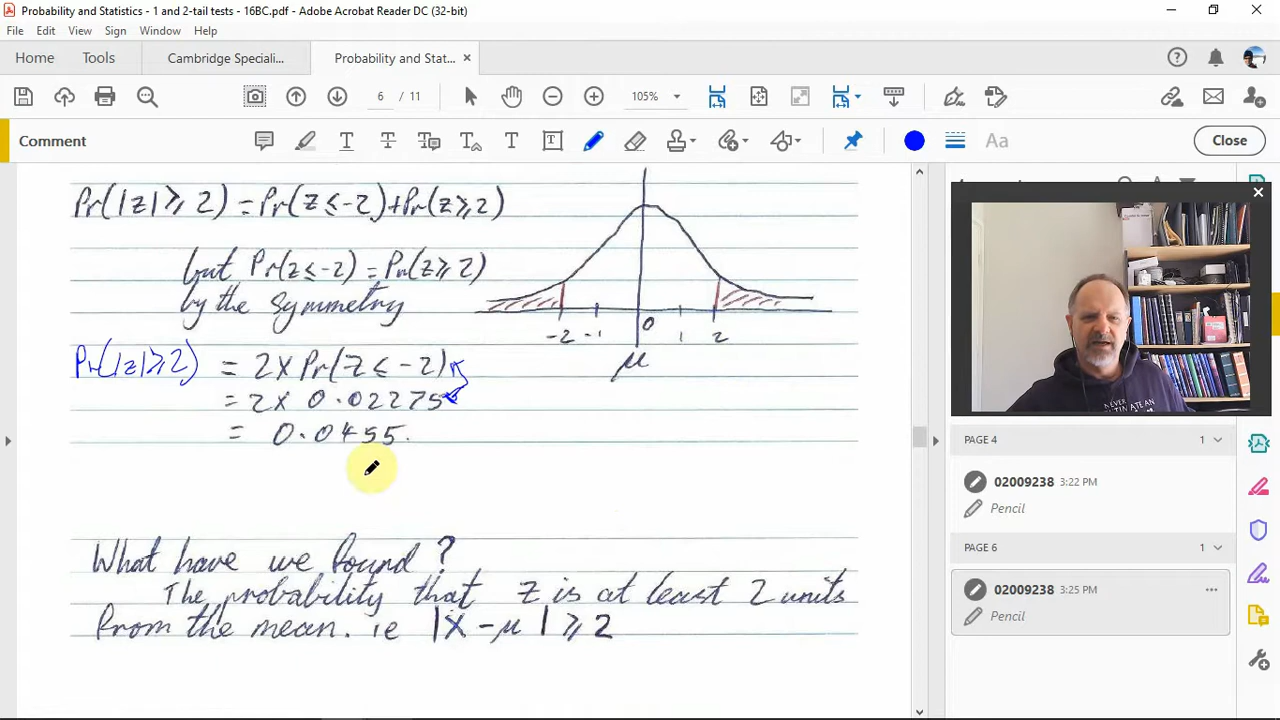 Probability and Statistics - 1 and 2-tail tests - 16BC.pdf - Adobe Acrobat Reader DC (32-bit)
File Edit View Sign Window Help
Home Tools Cambridge Speciali... Probability and Stat... ×
6 / 11 105%
Comment Aa Close
Pr(|z|⩾2) = Pr(z≤-2)+Pr(z⩾2)
but Pr(z≤-2) = Pr(z⩾2)
by the symmetry
-2 -1 0 1 2
μ
Pr(|z|⩾2) = 2×Pr(z≤-2)
= 2× 0.02275
= 0.0455.
What have we found?
The probability that z is at least 2 units
from the mean. ie |X-μ|⩾2
PAGE 4 1
02009238 3:22 PM
Pencil
PAGE 6 1
02009238 3:25 PM ...
Pencil